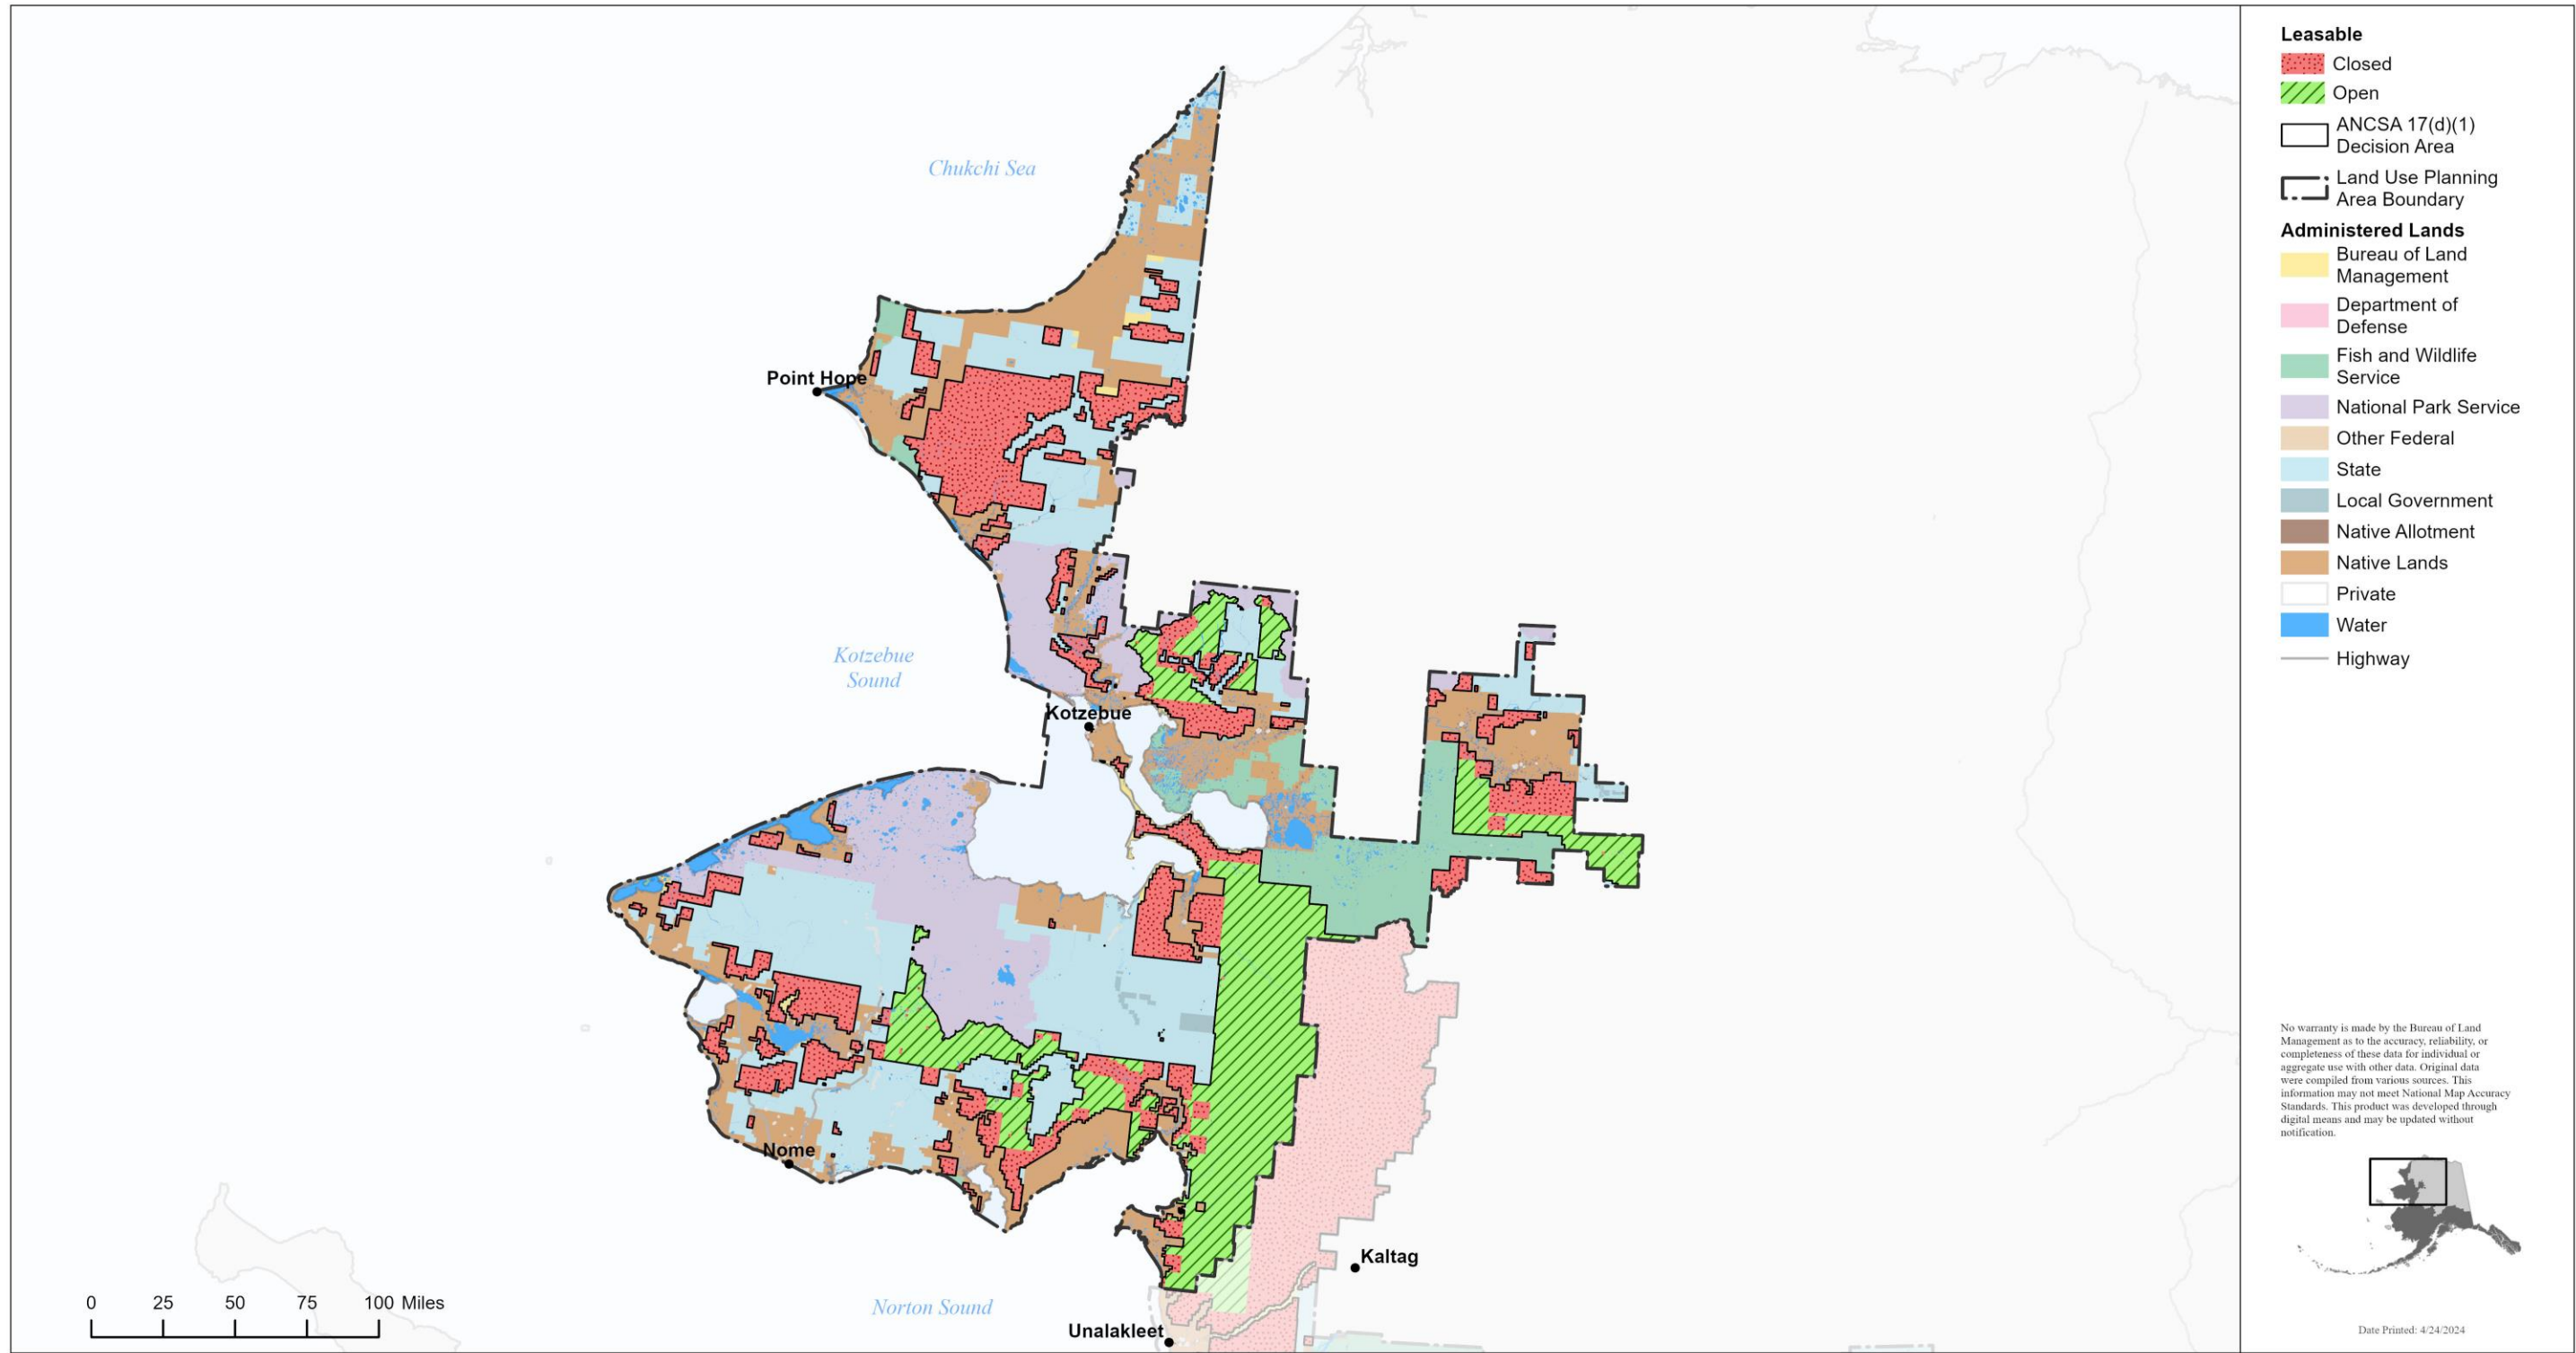 Chukchi Sea
Point Hope
Kotzebue
Sound
Kotzebue
Nome
Kaltag
Norton Sound
Unalakleet
0 25 50 75 100 Miles
Leasable
Closed
Open
ANCSA 17(d)(1)
Decision Area
Land Use Planning
Area Boundary
Administered Lands
Bureau of Land
Management
Department of
Defense
Fish and Wildlife
Service
National Park Service
Other Federal
State
Local Government
Native Allotment
Native Lands
Private
Water
Highway
No warranty is made by the Bureau of Land
Management as to the accuracy, reliability, or
completeness of these data for individual or
aggregate use with other data. Original data
were compiled from various sources. This
information may not meet National Map Accuracy
Standards. This product was developed through
digital means and may be updated without
notification.
Date Printed: 4/24/2024